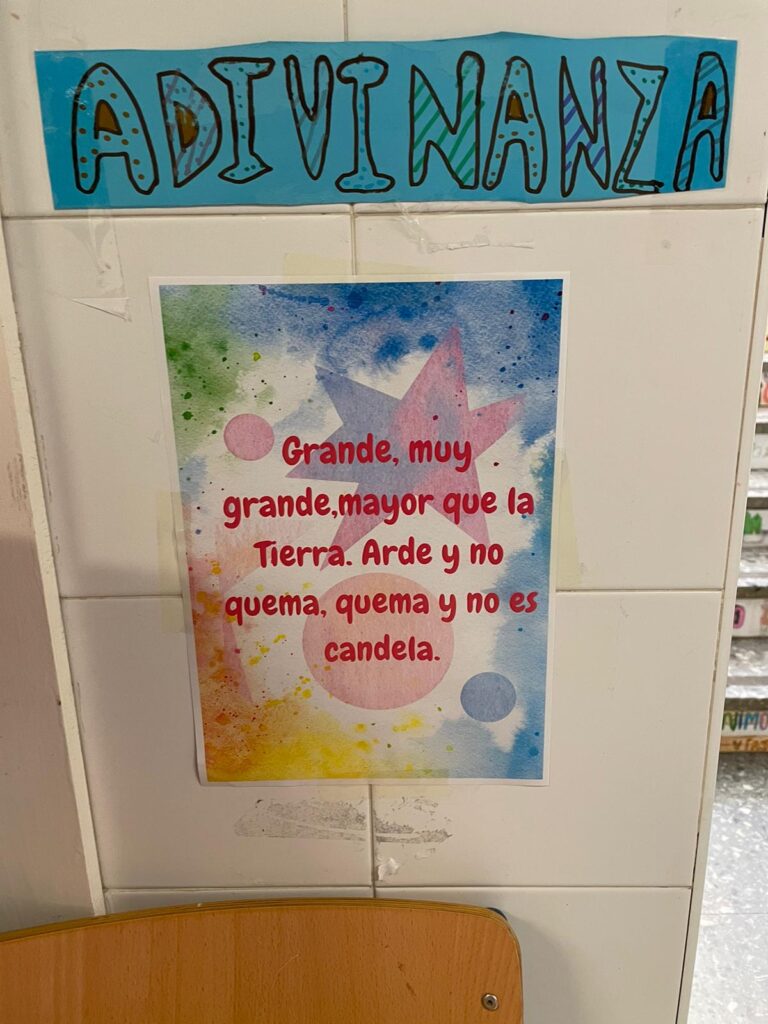 ADIVINANZA
Grande, muy
grande,mayor que la
Tierra. Arde y no
quema, quema y no es
candela.